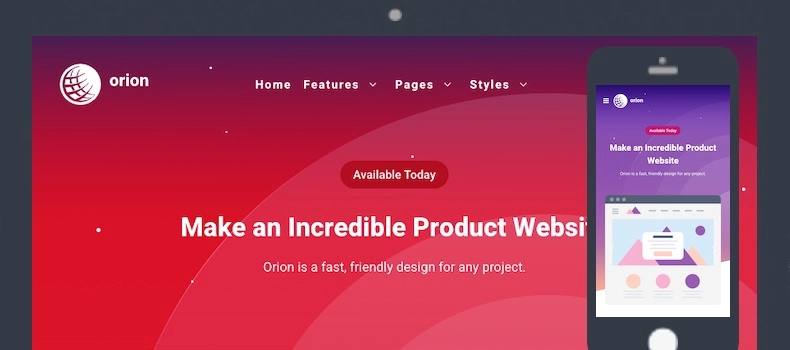 orion
Home Features Pages Styles
Available Today
Make an Incredible Product Websi
Orion is a fast, friendly design for any project.
orion
Available Today
Make an Incredible Product
Website
Orion is a fast, friendly design for any project.